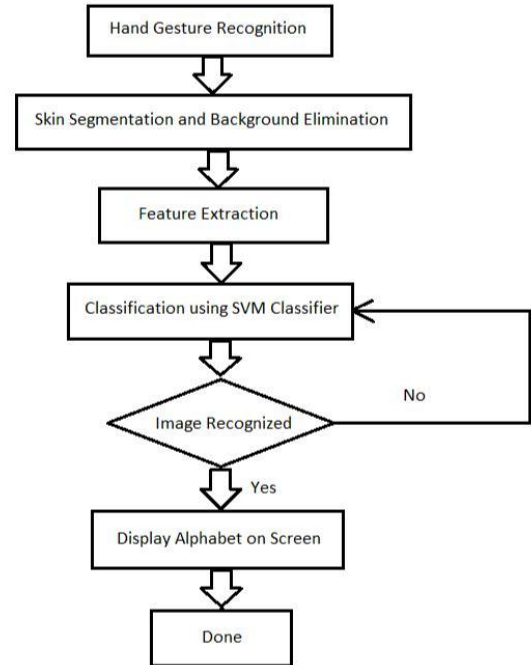 Hand Gesture Recognition
Skin Segmentation and Background Elimination
Feature Extraction
Classification using SVM Classifier
Image Recognized
No
Yes
Display Alphabet on Screen
Done